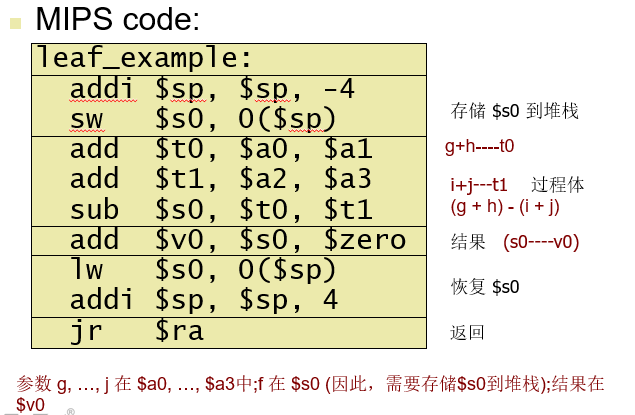 MIPS code:
leaf_example:
addi $sp, $sp, -4
sw $s0, 0($sp)
存储 $s0 到堆栈
add $t0, $a0, $a1
g+h----t0
add $t1, $a2, $a3
i+j---t1 过程体
sub $s0, $t0, $t1
(g + h) - (i + j)
add $v0, $s0, $zero
结果 (s0----v0)
lw $s0, 0($sp)
恢复 $s0
addi $sp, $sp, 4
jr $ra
返回
参数 g, …, j 在 $a0, …, $a3中;f 在 $s0 (因此，需要存储$s0到堆栈);结果在
$v0